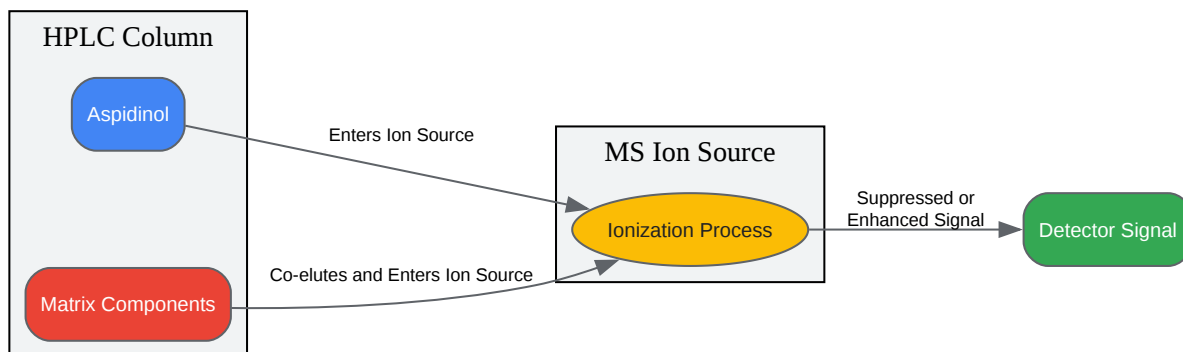 HPLC Column
Aspidinol
Enters Ion Source
MS Ion Source
Ionization Process
Suppressed or
Enhanced Signal
Detector Signal
Co-elutes and Enters Ion Source
Matrix Components